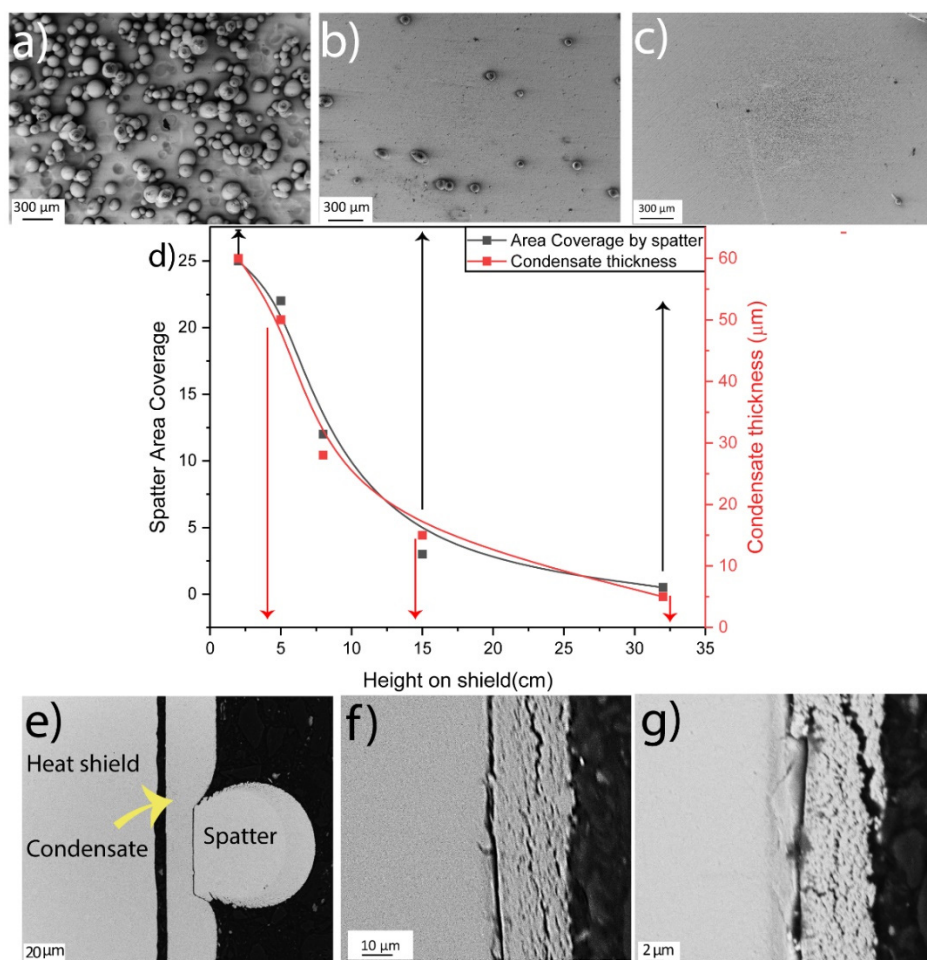 a)
300 μm
b)
300 μm
c)
300 μm
d)
Area Coverage by spatter
Condensate thickness
Spatter Area Coverage
25
20
15
10
5
0
Condensate thickness (μm)
60
50
40
30
20
10
0
0 5 10 15 20 25 30 35
Height on shield(cm)
e)
Heat shield
Condensate
Spatter
20 μm
f)
10 μm
g)
2 μm